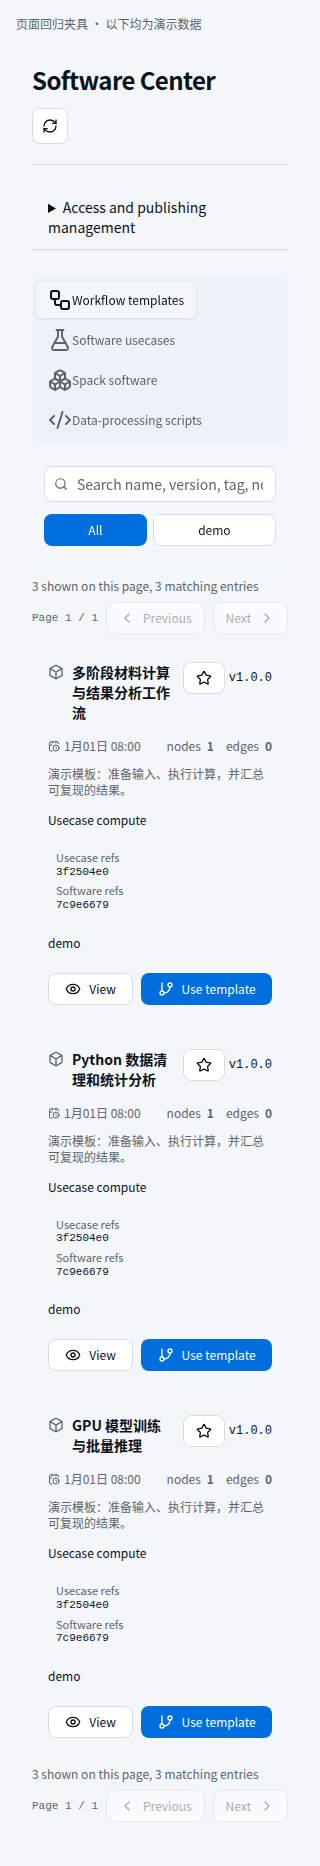 页面回归夹具 · 以下均为演示数据
Software Center
Access and publishing
management
Workflow templates
Software usecases
Spack software
Data-processing scripts
Search name, version, tag, no
All
demo
3 shown on this page, 3 matching entries
Page 1 / 1
Previous
Next
多阶段材料计算
与结果分析工作
流
v1.0.0
1月01日 08:00
nodes 1
edges 0
演示模板：准备输入、执行计算，并汇总
可复现的结果。
Usecase compute
Usecase refs
3f2504e0
Software refs
7c9e6679
demo
View
Use template
Python 数据清
理和统计分析
v1.0.0
1月01日 08:00
nodes 1
edges 0
演示模板：准备输入、执行计算，并汇总
可复现的结果。
Usecase compute
Usecase refs
3f2504e0
Software refs
7c9e6679
demo
View
Use template
GPU 模型训练
与批量推理
v1.0.0
1月01日 08:00
nodes 1
edges 0
演示模板：准备输入、执行计算，并汇总
可复现的结果。
Usecase compute
Usecase refs
3f2504e0
Software refs
7c9e6679
demo
View
Use template
3 shown on this page, 3 matching entries
Page 1 / 1
Previous
Next